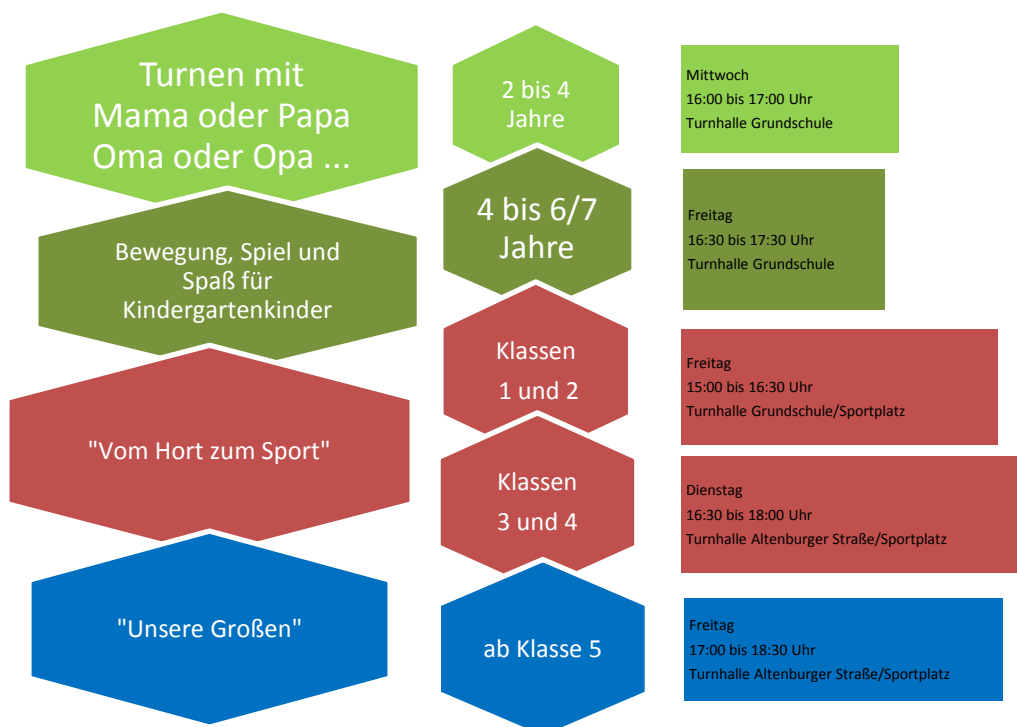 Turnen mit
Mama oder Papa
Oma oder Opa ...
2 bis 4
Jahre
Mittwoch
16:00 bis 17:00 Uhr
Turnhalle Grundschule
Bewegung, Spiel und
Spaß für
Kindergartenkinder
4 bis 6/7
Jahre
Freitag
16:30 bis 17:30 Uhr
Turnhalle Grundschule
"Vom Hort zum Sport"
Klassen
1 und 2
Freitag
15:00 bis 16:30 Uhr
Turnhalle Grundschule/Sportplatz
Klassen
3 und 4
Dienstag
16:30 bis 18:00 Uhr
Turnhalle Altenburger Straße/Sportplatz
"Unsere Großen"
ab Klasse 5
Freitag
17:00 bis 18:30 Uhr
Turnhalle Altenburger Straße/Sportplatz